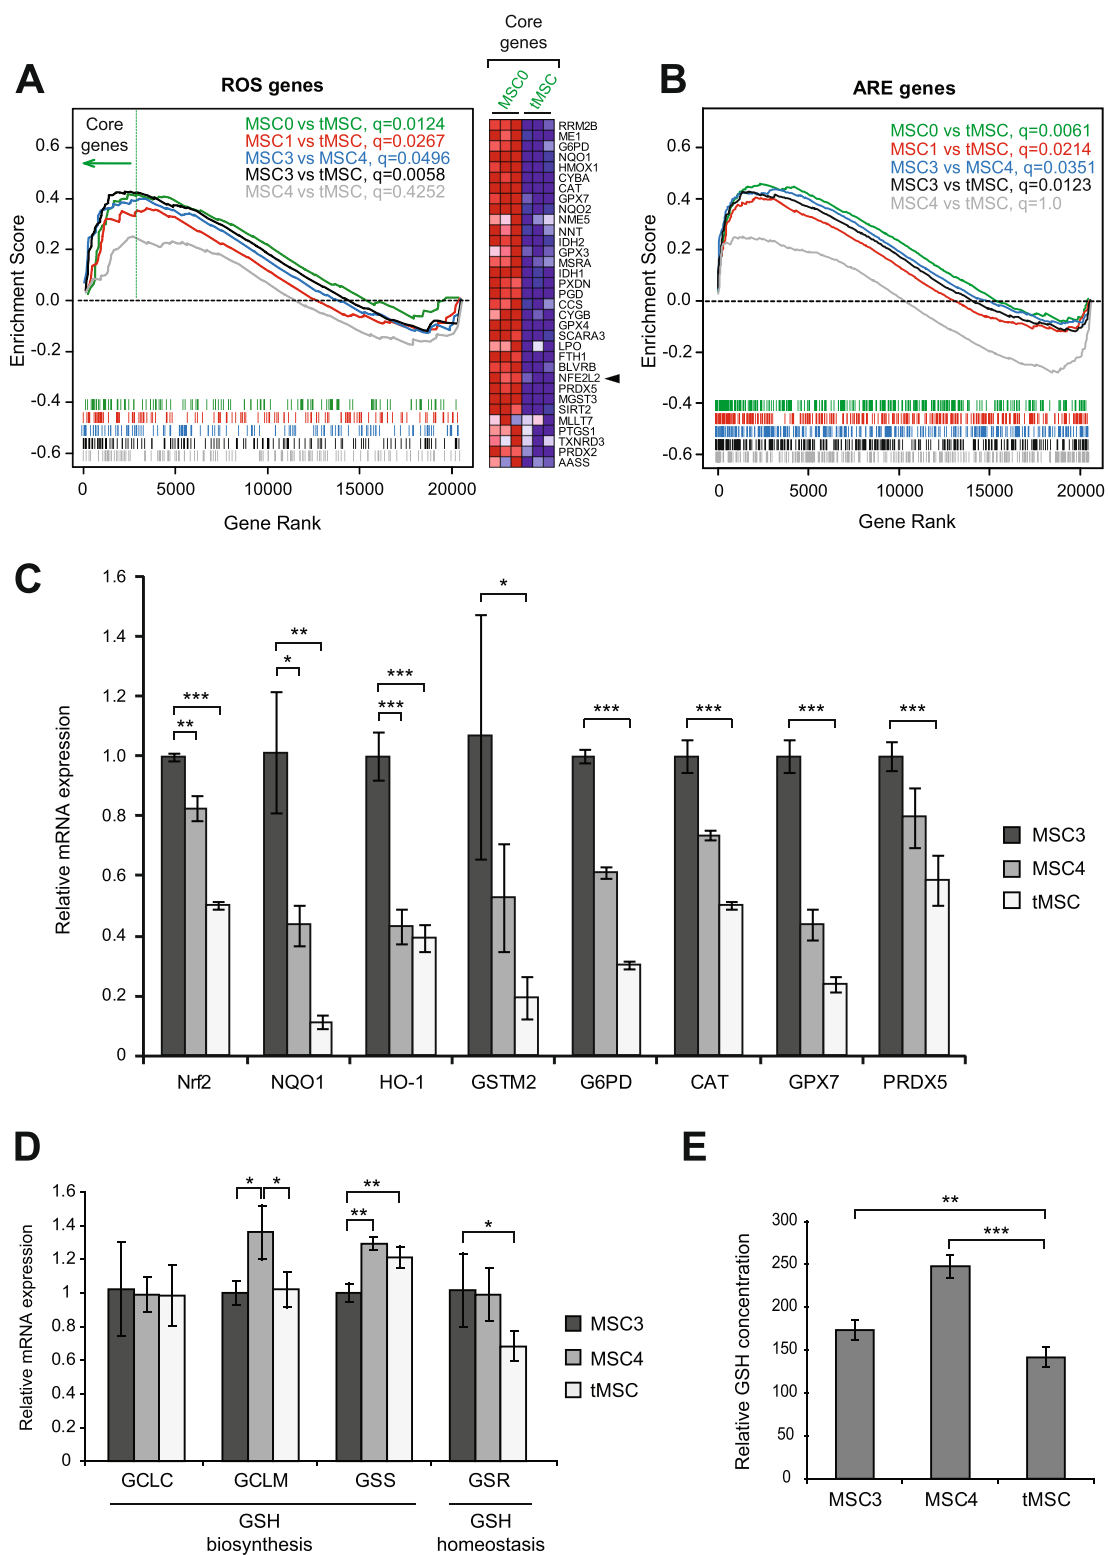 A
ROS genes
Core
genes
MSC0 vs tMSC, q=0.0124
MSC1 vs tMSC, q=0.0267
MSC3 vs MSC4, q=0.0496
MSC3 vs tMSC, q=0.0058
MSC4 vs tMSC, q=0.4252
Enrichment Score
0.6
0.4
0.2
0.0
-0.2
-0.4
-0.6
0
5000
10000
15000
20000
Gene Rank
Core
genes
MSC0
tMSC
RRM2B
ME1
G6PD
NQO1
HMOX1
CYBA
CAT
GPX7
NQO2
NME5
NNT
IDH2
GPX3
MSRA
IDH1
PXDN
PGD
CCS
CYGB
GPX4
SCARA3
LPO
FTH1
BLVRB
NFE2L2
PRDX5
MGST3
SIRT2
MLLT7
PTGS1
TXNRD3
PRDX2
AASS
B
ARE genes
MSC0 vs tMSC, q=0.0061
MSC1 vs tMSC, q=0.0214
MSC3 vs MSC4, q=0.0351
MSC3 vs tMSC, q=0.0123
MSC4 vs tMSC, q=1.0
Enrichment Score
0.6
0.4
0.2
0.0
-0.2
-0.4
-0.6
0
5000
10000
15000
20000
Gene Rank
C
Relative mRNA expression
1.6
1.4
1.2
1.0
0.8
0.6
0.4
0.2
0
***
**
**
*
***
***
*
***
***
***
***
Nrf2
NQO1
HO-1
GSTM2
G6PD
CAT
GPX7
PRDX5
MSC3
MSC4
tMSC
D
Relative mRNA expression
1.6
1.4
1.2
1
0.8
0.6
0.4
0.2
0
*
*
**
**
*
GCLC
GCLM
GSS
GSR
GSH
biosynthesis
GSH
homeostasis
MSC3
MSC4
tMSC
E
Relative GSH concentration
300
250
200
150
100
50
0
**
***
MSC3
MSC4
tMSC